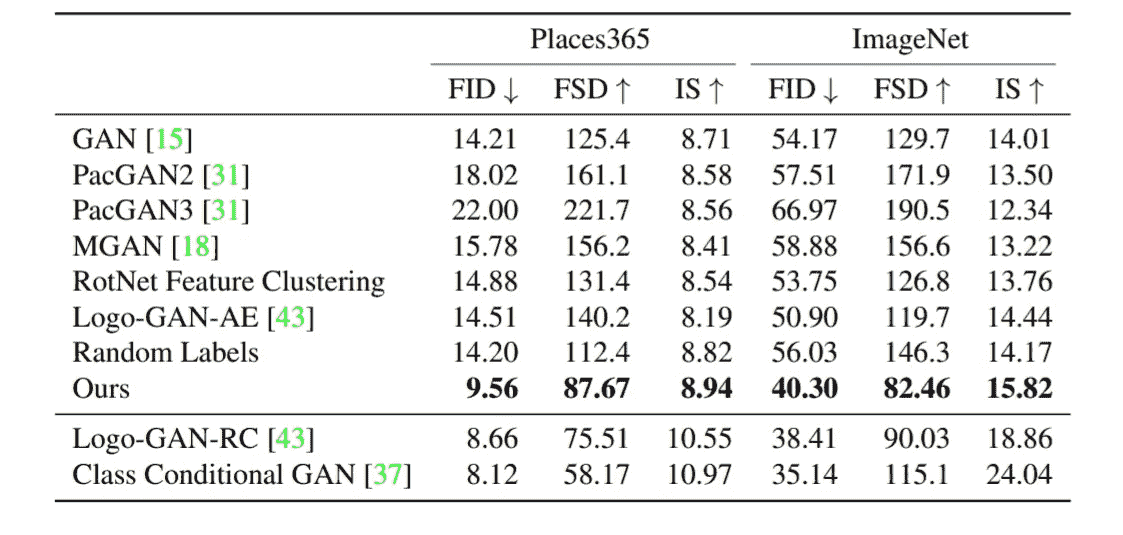 Places365 ImageNet
FID ↓ FSD ↑ IS ↑ FID ↓ FSD ↑ IS ↑
GAN [15] 14.21 125.4 8.71 54.17 129.7 14.01
PacGAN2 [31] 18.02 161.1 8.58 57.51 171.9 13.50
PacGAN3 [31] 22.00 221.7 8.56 66.97 190.5 12.34
MGAN [18] 15.78 156.2 8.41 58.88 156.6 13.22
RotNet Feature Clustering 14.88 131.4 8.54 53.75 126.8 13.76
Logo-GAN-AE [43] 14.51 140.2 8.19 50.90 119.7 14.44
Random Labels 14.20 112.4 8.82 56.03 146.3 14.17
Ours 9.56 87.67 8.94 40.30 82.46 15.82
Logo-GAN-RC [43] 8.66 75.51 10.55 38.41 90.03 18.86
Class Conditional GAN [37] 8.12 58.17 10.97 35.14 115.1 24.04